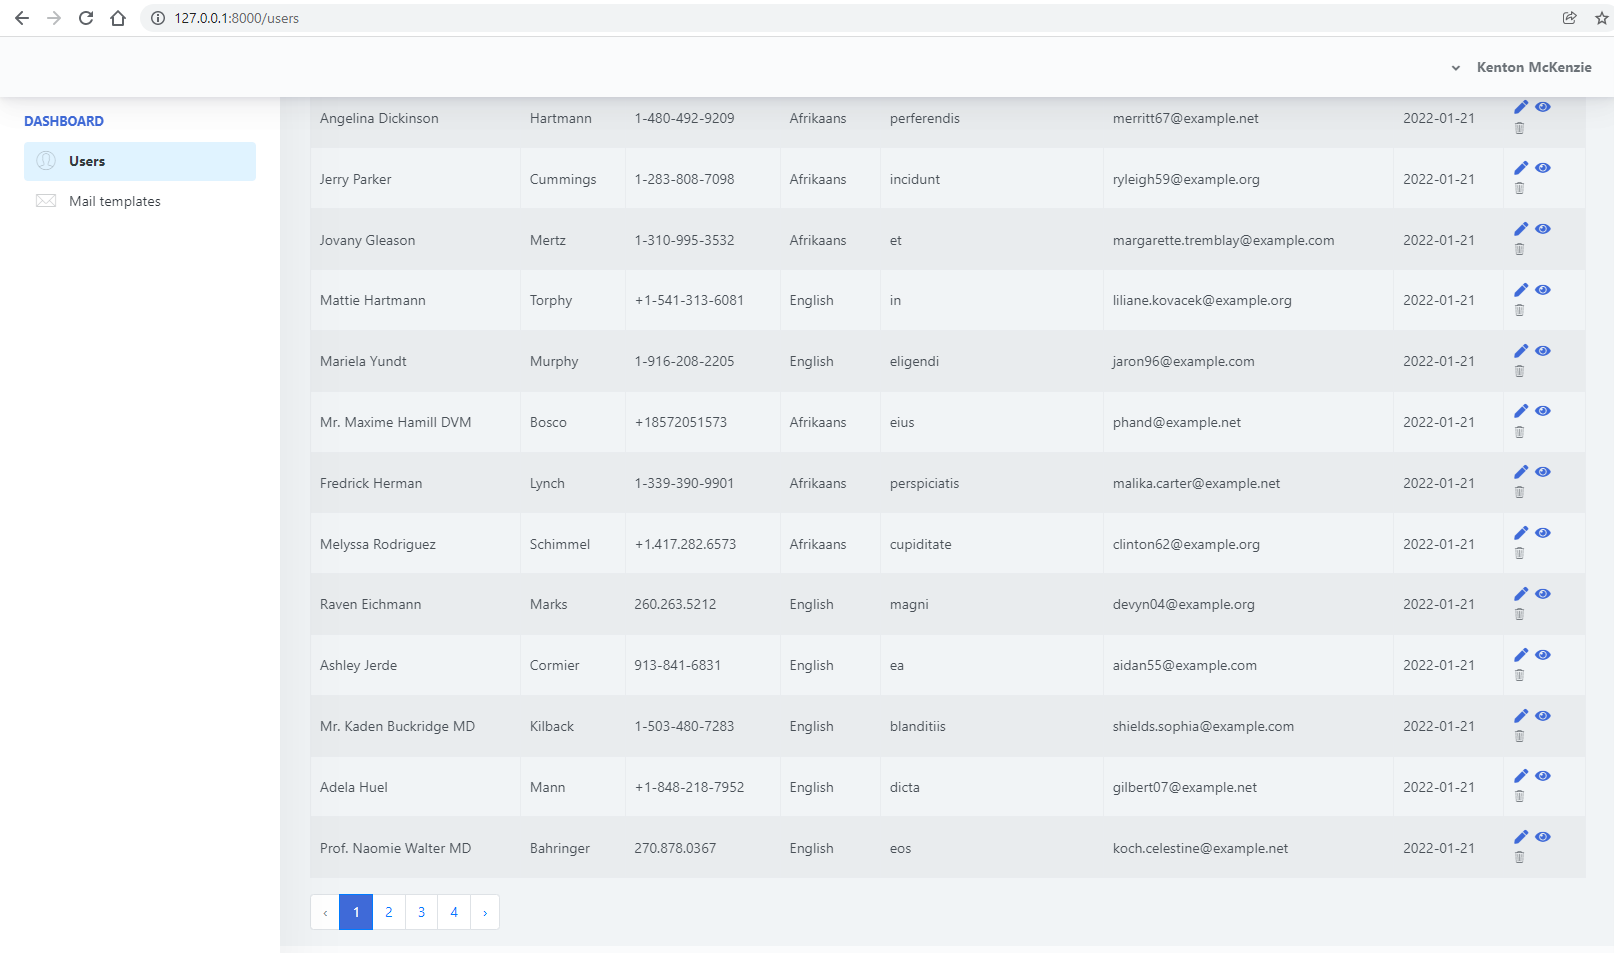 127.0.0.1:8000/users
Kenton McKenzie
DASHBOARD
Users
Mail templates
Angelina Dickinson Hartmann 1-480-492-9209 Afrikaans perferendis merritt67@example.net 2022-01-21
Jerry Parker Cummings 1-283-808-7098 Afrikaans incidunt ryleigh59@example.org 2022-01-21
Jovany Gleason Mertz 1-310-995-3532 Afrikaans et margarette.tremblay@example.com 2022-01-21
Mattie Hartmann Torphy +1-541-313-6081 English in liliane.kovacek@example.org 2022-01-21
Mariela Yundt Murphy 1-916-208-2205 English eligendi jaron96@example.com 2022-01-21
Mr. Maxime Hamill DVM Bosco +18572051573 Afrikaans eius phand@example.net 2022-01-21
Fredrick Herman Lynch 1-339-390-9901 Afrikaans perspiciatis malika.carter@example.net 2022-01-21
Melyssa Rodriguez Schimmel +1.417.282.6573 Afrikaans cupiditate clinton62@example.org 2022-01-21
Raven Eichmann Marks 260.263.5212 English magni devyn04@example.org 2022-01-21
Ashley Jerde Cormier 913-841-6831 English ea aidan55@example.com 2022-01-21
Mr. Kaden Buckridge MD Kilback 1-503-480-7283 English blanditiis shields.sophia@example.com 2022-01-21
Adela Huel Mann +1-848-218-7952 English dicta gilbert07@example.net 2022-01-21
Prof. Naomie Walter MD Bahringer 270.878.0367 English eos koch.celestine@example.net 2022-01-21
‹ 1 2 3 4 ›